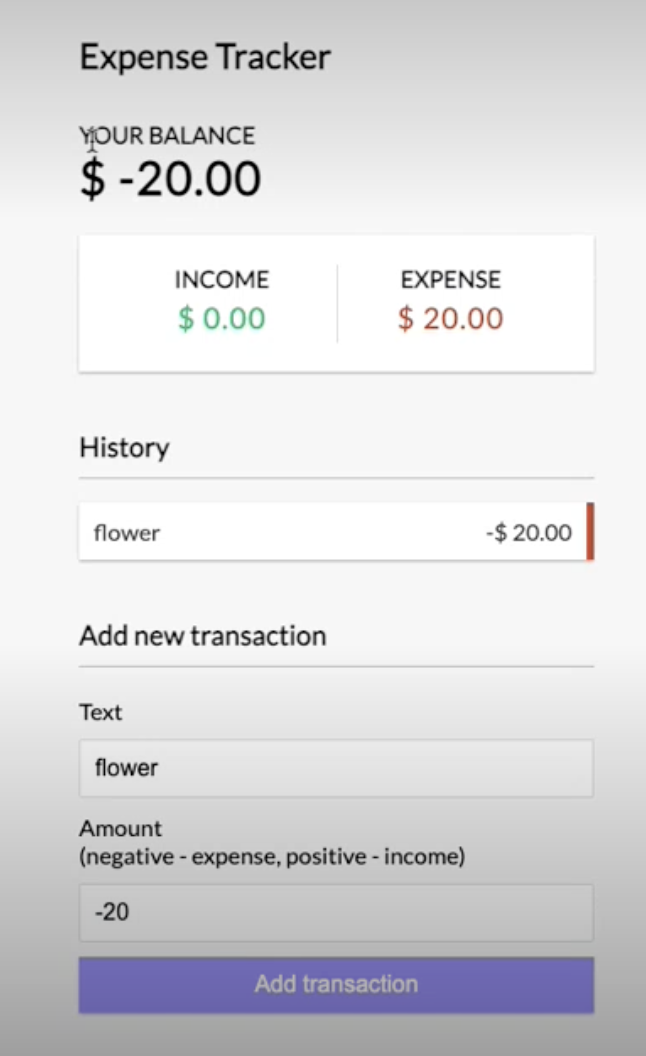 Expense Tracker
YOUR BALANCE
$ -20.00
INCOME
EXPENSE
$ 0.00
$ 20.00
History
flower
-$ 20.00
Add new transaction
Text
flower
Amount
(negative - expense, positive - income)
-20
Add transaction